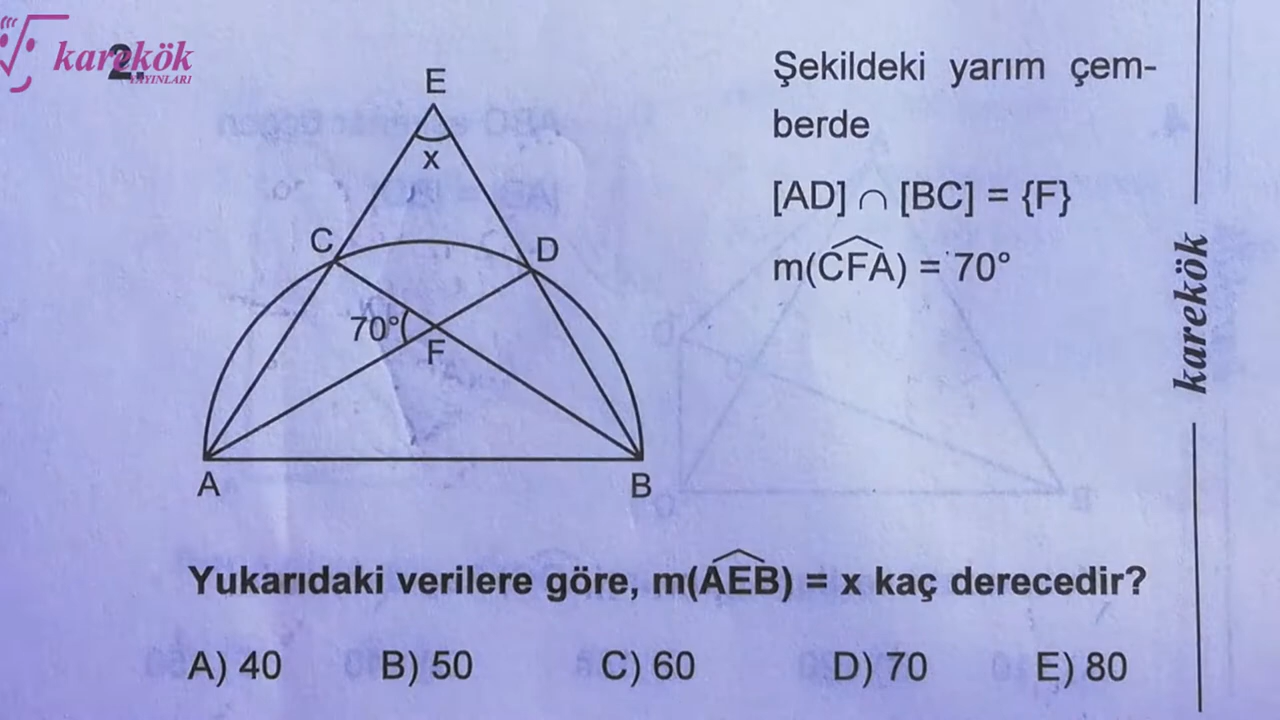 karekök
YAYINLARI
2.
E
x
C
D
70°
F
A
B
Şekildeki yarım çem-
berde
[AD] ∩ [BC] = {F}
m(CFA) = 70°
karekök
Yukarıdaki verilere göre, m(AEB) = x kaç derecedir?
A) 40 B) 50 C) 60 D) 70 E) 80